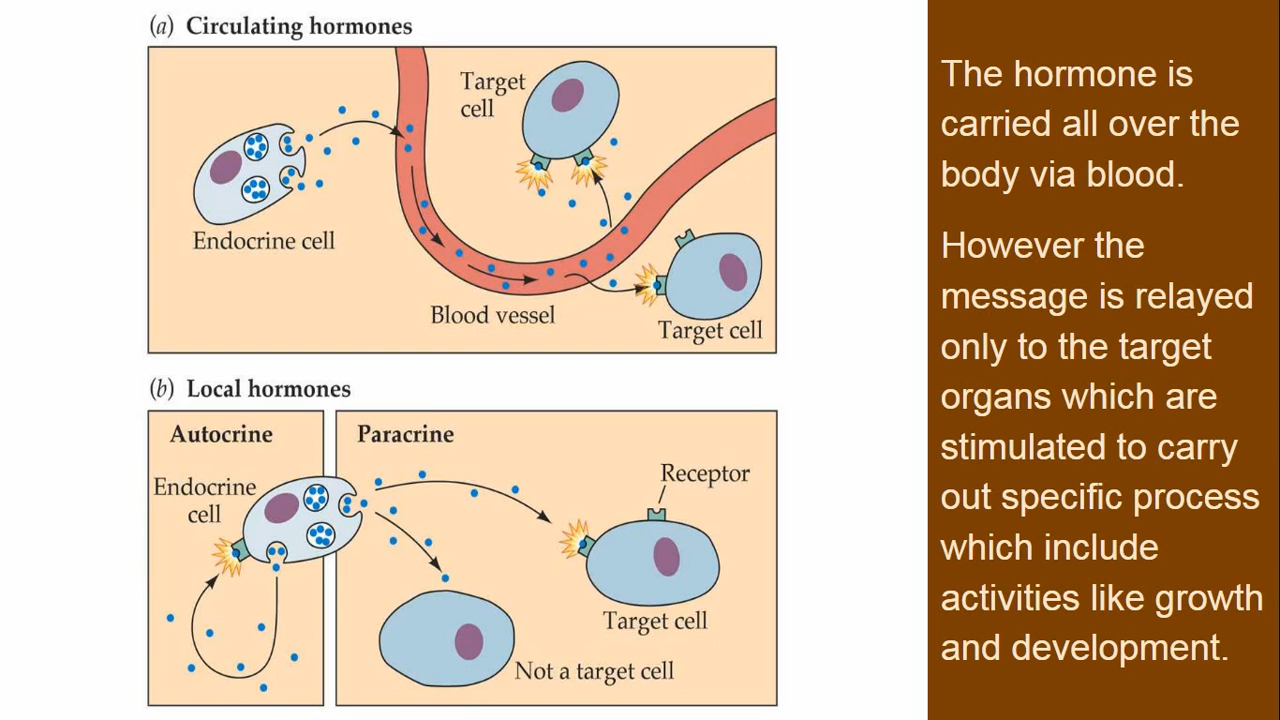 (a) Circulating hormones
Target
cell
Endocrine cell
Blood vessel
Target cell
(b) Local hormones
Autocrine
Paracrine
Endocrine
cell
Receptor
Target cell
Not a target cell
The hormone is
carried all over the
body via blood.
However the
message is relayed
only to the target
organs which are
stimulated to carry
out specific process
which include
activities like growth
and development.